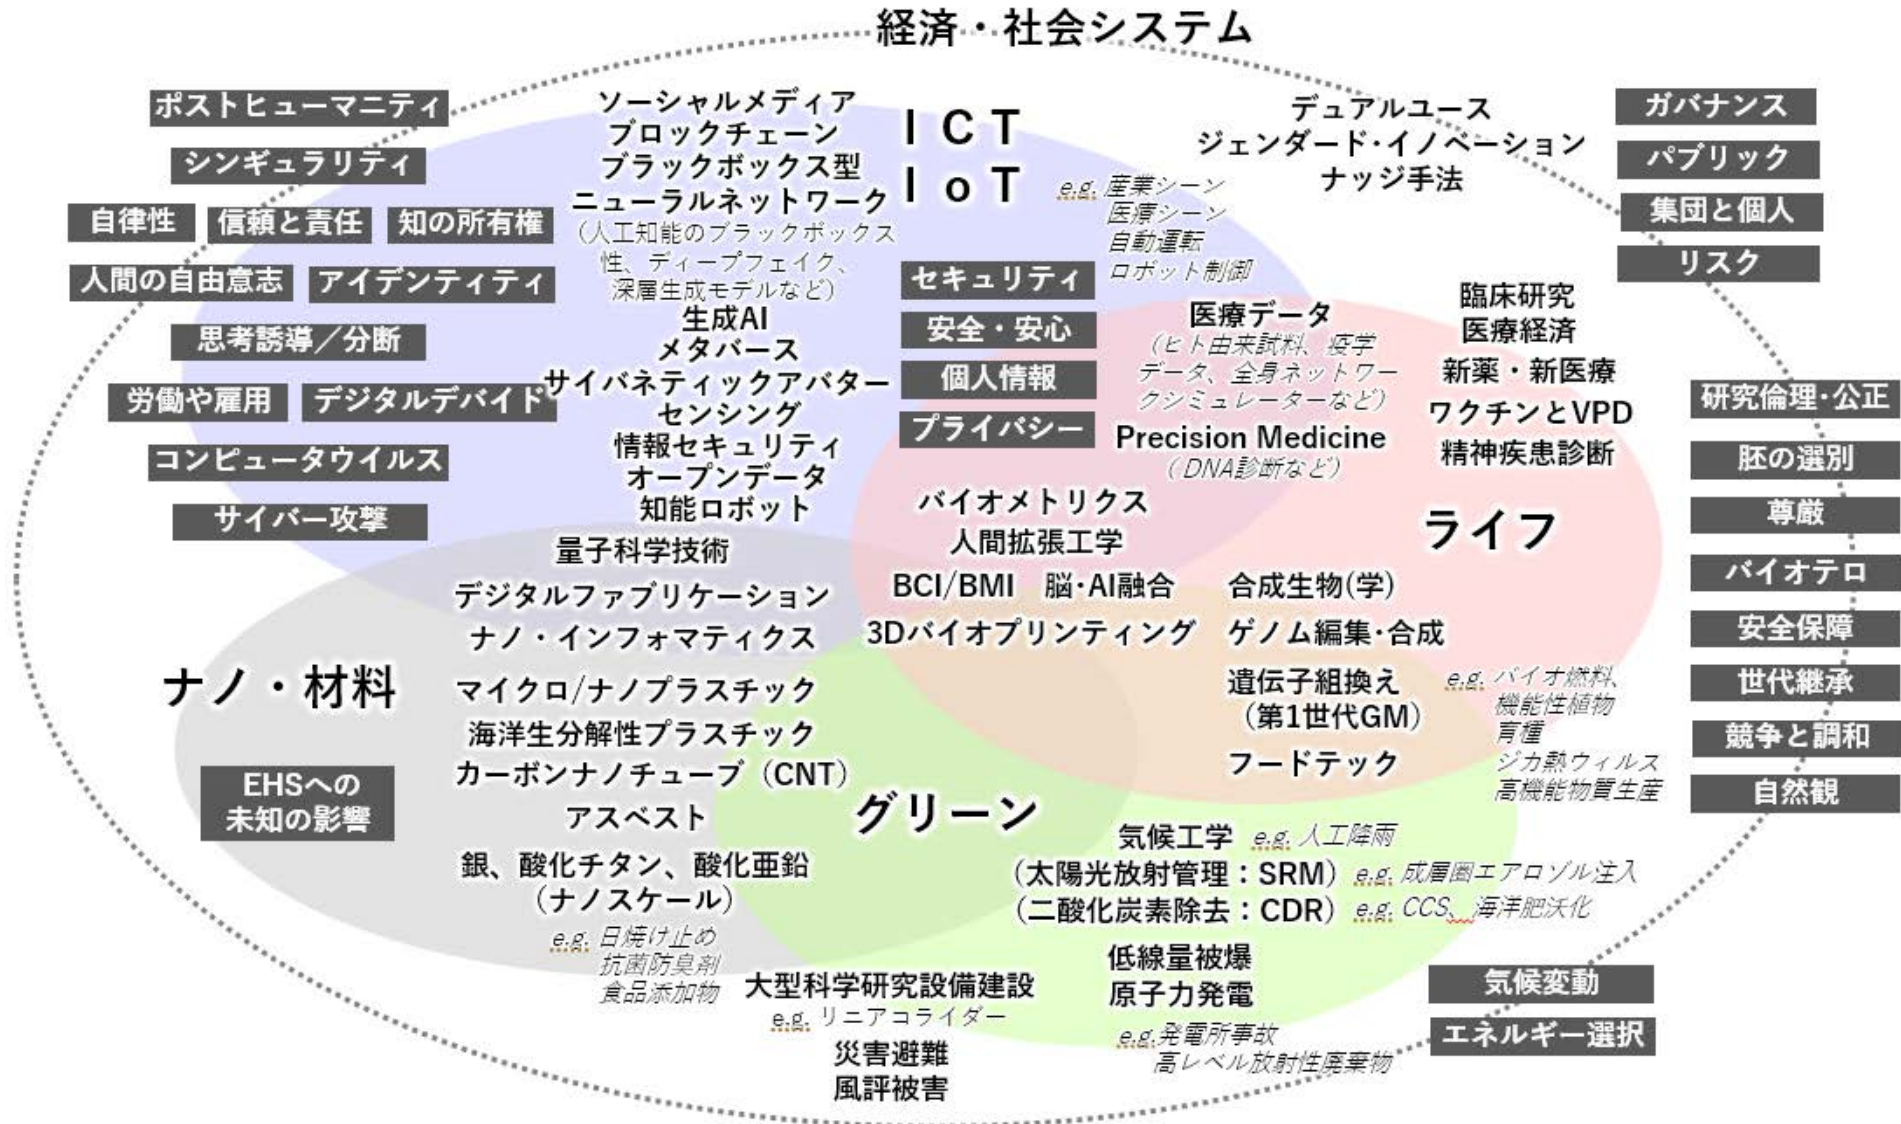 経済・社会システム
ポストヒューマニティ
シンギュラリティ
自律性
信頼と責任
知の所有権
人間の自由意志
アイデンティティ
思考誘導／分断
労働や雇用
デジタルデバイド
コンピュータウイルス
サイバー攻撃
ソーシャルメディア
ブロックチェーン
ブラックボックス型
ニューラルネットワーク
（人工知能のブラックボックス
性、ディープフェイク、
深層生成モデルなど）
生成AI
メタバース
サイバネティックアバター
センシング
情報セキュリティ
オープンデータ
知能ロボット
ＩＣＴ
ＩｏＴ
e.g. 産業シーン
医療シーン
自動運転
ロボット制御
セキュリティ
安全・安心
個人情報
プライバシー
デュアルユース
ジェンダード・イノベーション
ナッジ手法
ガバナンス
パブリック
集団と個人
リスク
医療データ
（ヒト由来試料、疫学
データ、全身ネットワー
クシミュレーターなど）
Precision Medicine
（DNA診断など）
臨床研究
医療経済
新薬・新医療
ワクチンとVPD
精神疾患診断
ライフ
研究倫理・公正
胚の選別
尊厳
バイオテロ
安全保障
世代継承
競争と調和
自然観
バイオメトリクス
人間拡張工学
BCI/BMI　脳・AI融合
3Dバイオプリンティング
合成生物(学)
ゲノム編集・合成
遺伝子組換え
（第1世代GM）
フードテック
e.g. バイオ燃料、
機能性植物
育種
ジカ熱ウィルス
高機能物質生産
量子科学技術
デジタルファブリケーション
ナノ・インフォマティクス
ナノ・材料
マイクロ/ナノプラスチック
海洋生分解性プラスチック
カーボンナノチューブ（CNT）
アスベスト
EHSへの
未知の影響
銀、酸化チタン、酸化亜鉛
（ナノスケール）
e.g. 日焼け止め
抗菌防臭剤
食品添加物
グリーン
気候工学 e.g. 人工降雨
（太陽光放射管理：SRM） e.g. 成層圏エアロゾル注入
（二酸化炭素除去：CDR） e.g. CCS、海洋肥沃化
低線量被爆
原子力発電
e.g.発電所事故
高レベル放射性廃棄物
大型科学研究設備建設
e.g. リニアコライダー
災害避難
風評被害
気候変動
エネルギー選択